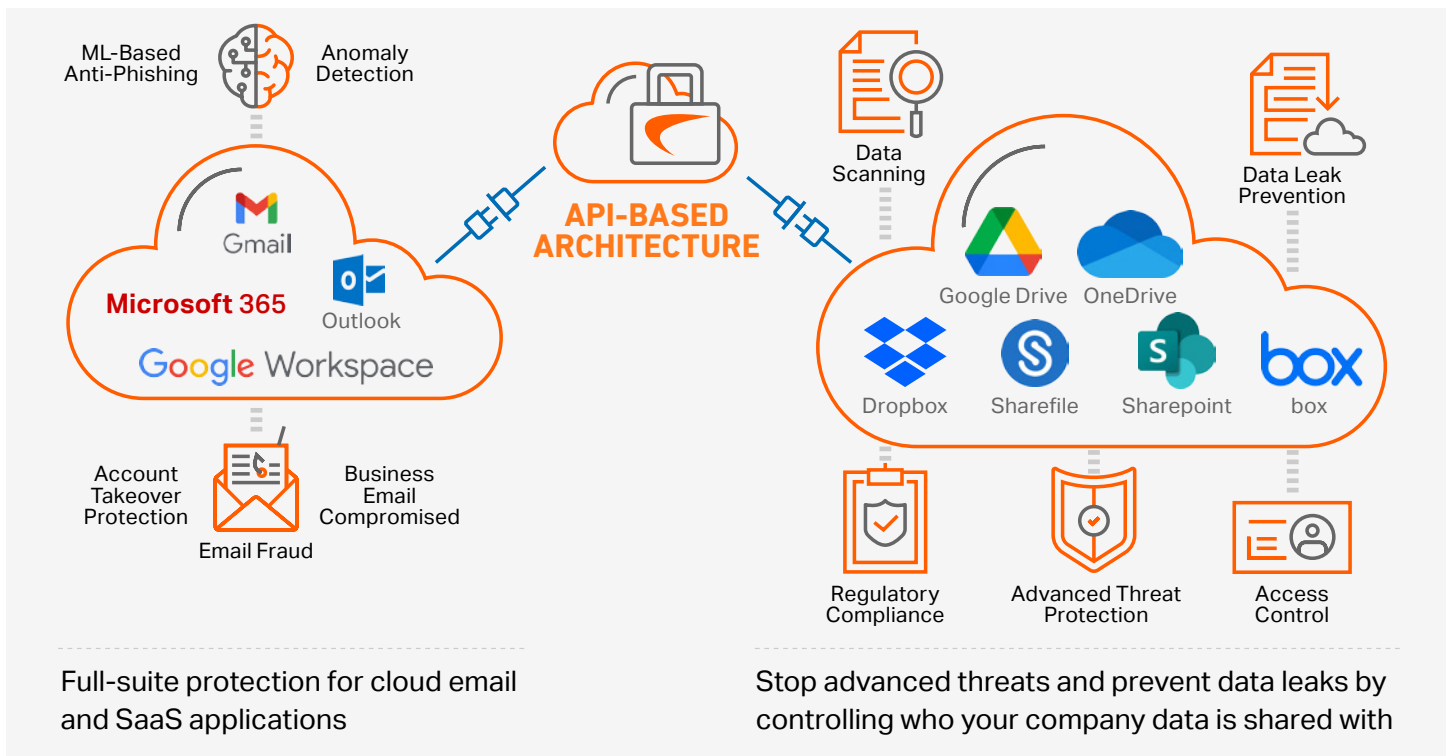 ML-Based
Anti-Phishing
Anomaly
Detection
Gmail
Microsoft 365
Outlook
Google Workspace
Account
Takeover
Protection
Business
Email
Compromised
Email Fraud
API-BASED
ARCHITECTURE
Data
Scanning
Data Leak
Prevention
Google Drive
OneDrive
Dropbox
S
Sharefile
S
Sharepoint
box
box
Regulatory
Compliance
Advanced Threat
Protection
Access
Control
Full-suite protection for cloud email
and SaaS applications
Stop advanced threats and prevent data leaks by
controlling who your company data is shared with